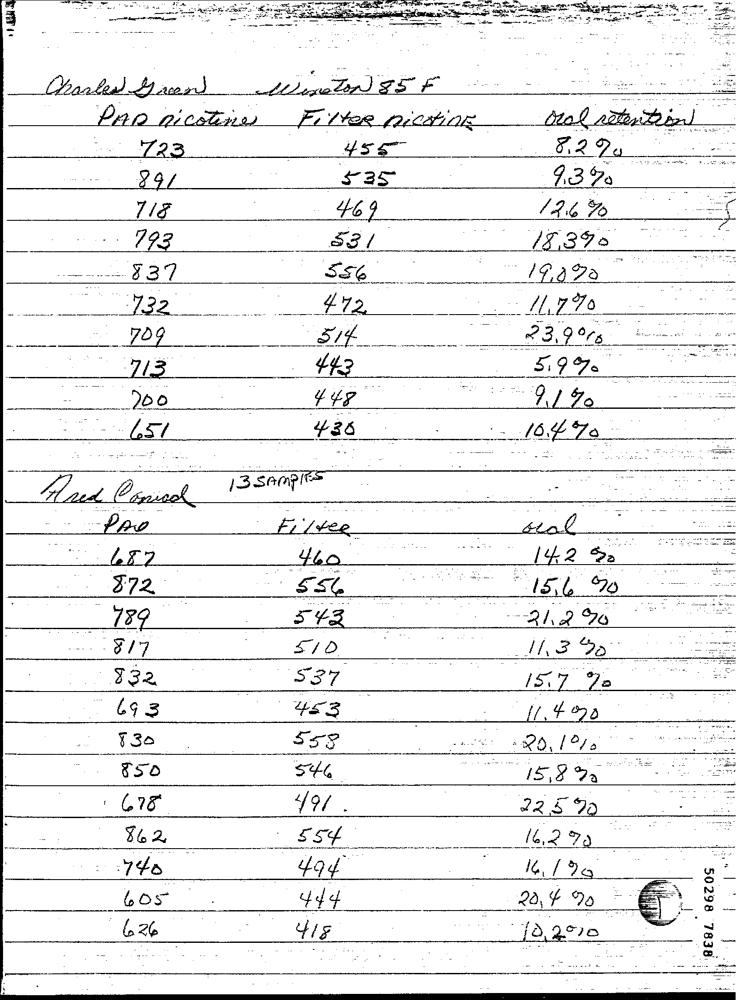 Charles Green Winston 85 F
PAD nicotine Filter nicotine oral retention
723 455 8.2%
891 535 9.3%
718 469 12.6%
793 531 18.3%
837 556 19.0%
732 472 11.7%
709 514 23.9%
713 443 5.9%
700 448 9.1%
651 430 10.4%
Ared Conrad 13 SAMPLES
PAD Filter oral
687 460 14.2 %
872 556 15.6 %
789 543 21.2%
817 510 11.3 %
832 537 15.7 %
693 453 11.4%
830 558 20.1%
850 546 15.8%
678 491 22.5%
862 554 16.2%
740 494 16.1%
605 444 20.4%
626 418 10.2%
50298 7838